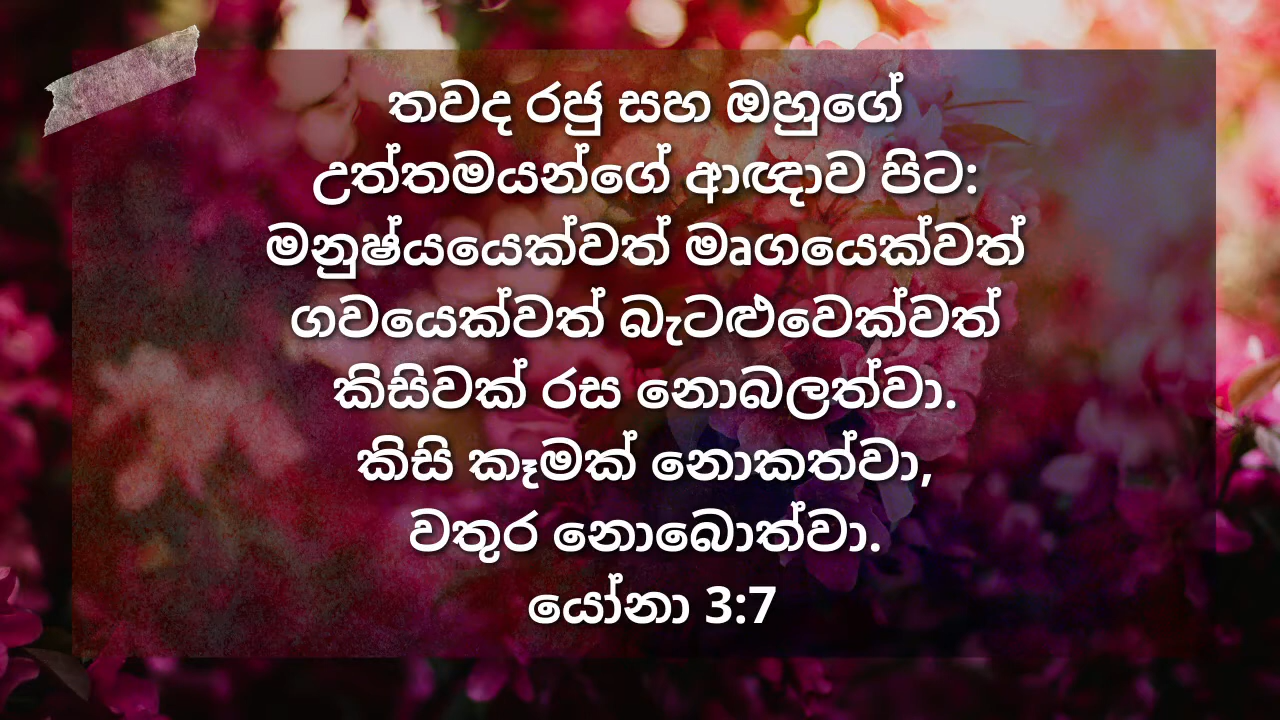 තවද රජු සහ ඔහුගේ
උත්තමයන්ගේ ආඥාව පිට:
මනුෂ්යයෙක්වත් මෘගයෙක්වත්
ගවයෙක්වත් බැටළුවෙක්වත්
කිසිවක් රස නොබලත්වා.
කිසි කෑමක් නොකත්වා,
වතුර නොබොත්වා.
යෝනා 3:7